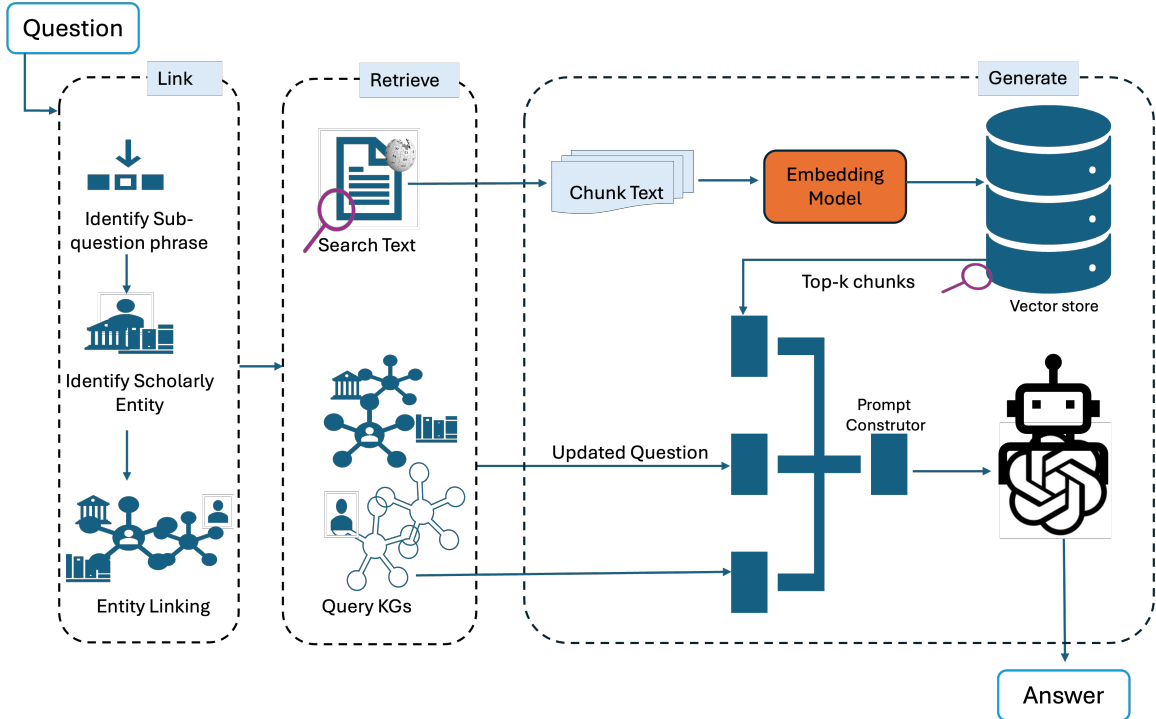 Question
Link
Identify Sub-
question phrase
Identify Scholarly
Entity
Entity Linking
Retrieve
Search Text
Query KGs
Generate
Chunk Text
Embedding
Model
Vector store
Top-k chunks
Updated Question
Prompt
Construtor
Answer